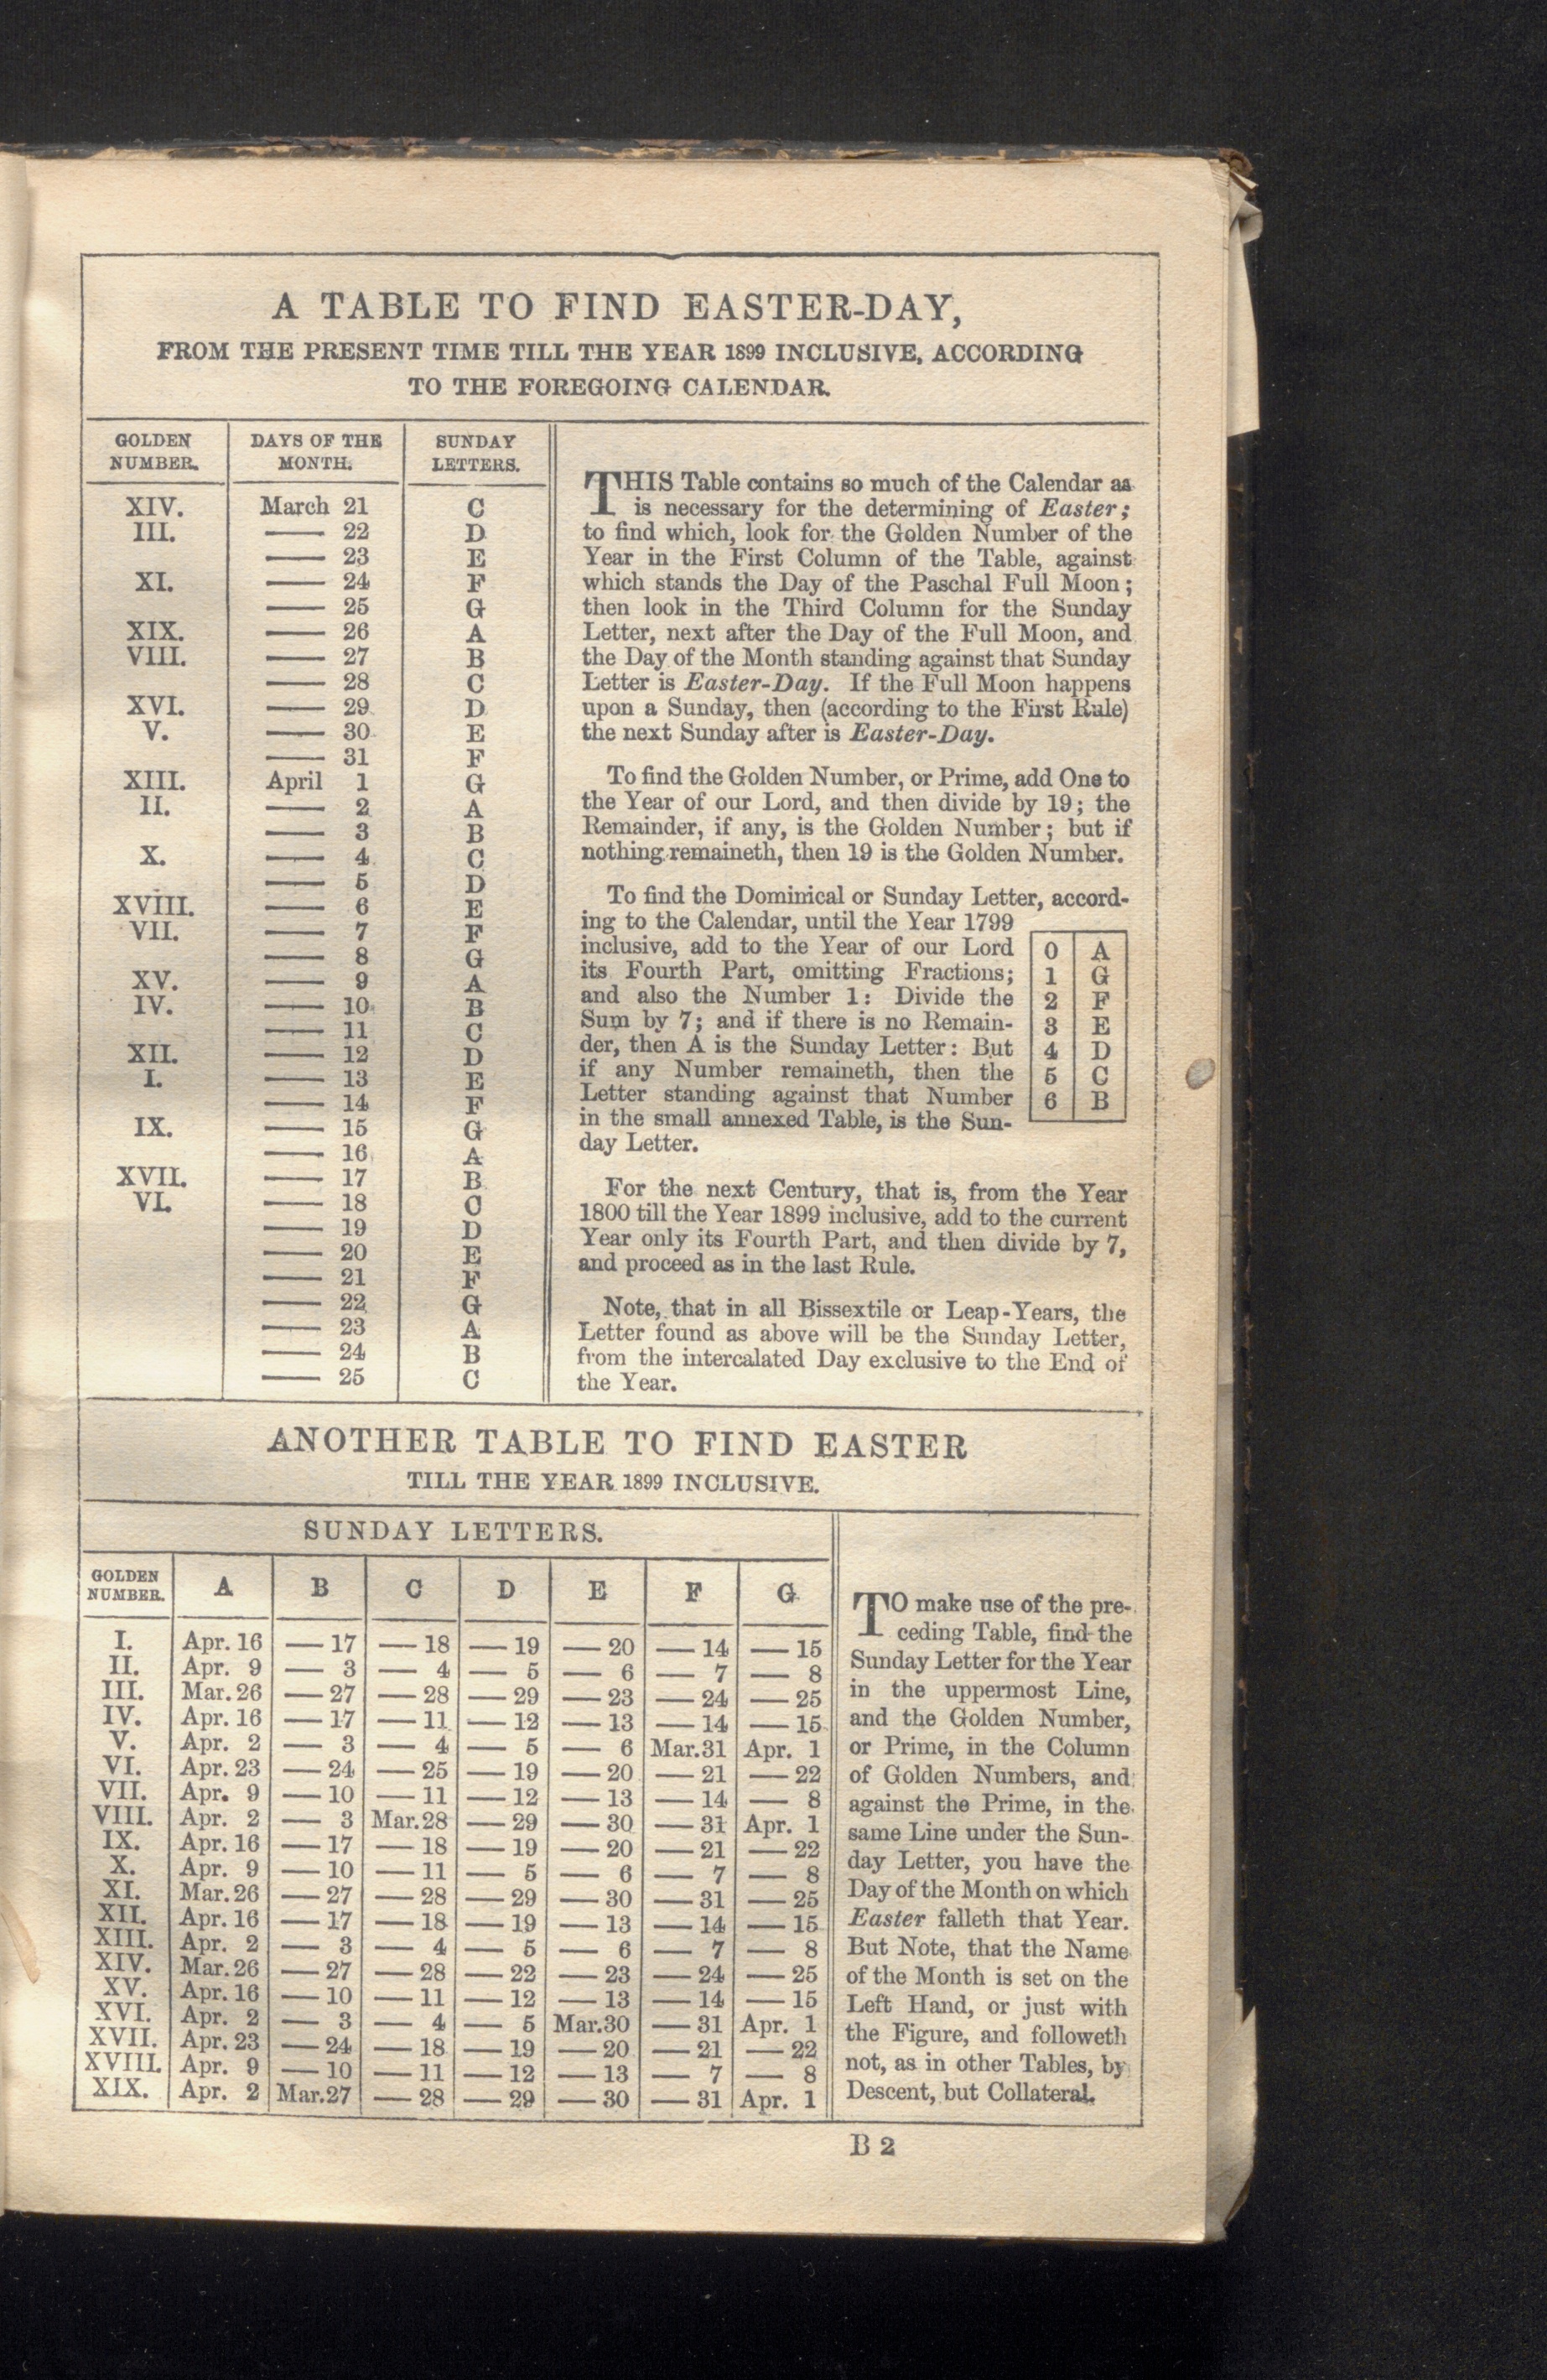 A TABLE TO FIND EASTER-DAY,
FROM THE PRESENT TIME TILL THE YEAR 1899 INCLUSIVE, ACCORDING
TO THE FOREGOING CALENDAR.
GOLDEN NUMBER. DAYS OF THE MONTH. SUNDAY LETTERS.
XIV. March 21 C
III. — 22 D
— 23 E
XI. — 24 F
— 25 G
XIX. — 26 A
VIII. — 27 B
— 28 C
XVI. — 29 D
V. — 30 E
— 31 F
XIII. April 1 G
II. — 2 A
— 3 B
X. — 4 C
— 5 D
XVIII. — 6 E
VII. — 7 F
— 8 G
XV. — 9 A
IV. — 10 B
— 11 C
XII. — 12 D
I. — 13 E
— 14 F
IX. — 15 G
— 16 A
XVII. — 17 B
VI. — 18 C
— 19 D
— 20 E
— 21 F
— 22 G
— 23 A
— 24 B
— 25 C
THIS Table contains so much of the Calendar as
is necessary for the determining of Easter;
to find which, look for the Golden Number of the
Year in the First Column of the Table, against
which stands the Day of the Paschal Full Moon;
then look in the Third Column for the Sunday
Letter, next after the Day of the Full Moon, and
the Day of the Month standing against that Sunday
Letter is Easter-Day. If the Full Moon happens
upon a Sunday, then (according to the First Rule)
the next Sunday after is Easter-Day.
To find the Golden Number, or Prime, add One to
the Year of our Lord, and then divide by 19; the
Remainder, if any, is the Golden Number; but if
nothing remaineth, then 19 is the Golden Number.
To find the Dominical or Sunday Letter, accord-
ing to the Calendar, until the Year 1799
inclusive, add to the Year of our Lord
its Fourth Part, omitting Fractions;
and also the Number 1: Divide the
Sum by 7; and if there is no Remain-
der, then A is the Sunday Letter: But
if any Number remaineth, then the
Letter standing against that Number
in the small annexed Table, is the Sun-
day Letter.
0 A
1 G
2 F
3 E
4 D
5 C
6 B
For the next Century, that is, from the Year
1800 till the Year 1899 inclusive, add to the current
Year only its Fourth Part, and then divide by 7,
and proceed as in the last Rule.
Note, that in all Bissextile or Leap-Years, the
Letter found as above will be the Sunday Letter,
from the intercalated Day exclusive to the End of
the Year.
ANOTHER TABLE TO FIND EASTER
TILL THE YEAR 1899 INCLUSIVE.
SUNDAY LETTERS.
GOLDEN NUMBER. A B C D E F G
I. Apr. 16 — 17 — 18 — 19 — 20 — 14 — 15
II. Apr. 9 — 3 — 4 — 5 — 6 — 7 — 8
III. Mar. 26 — 27 — 28 — 29 — 23 — 24 — 25
IV. Apr. 16 — 17 — 11 — 12 — 13 — 14 — 15
V. Apr. 2 — 3 — 4 — 5 — 6 Mar.31 Apr. 1
VI. Apr. 23 — 24 — 25 — 19 — 20 — 21 — 22
VII. Apr. 9 — 10 — 11 — 12 — 13 — 14 — 8
VIII. Apr. 2 — 3 Mar.28 — 29 — 30 — 31 Apr. 1
IX. Apr. 16 — 17 — 18 — 19 — 20 — 21 — 22
X. Apr. 9 — 10 — 11 — 5 — 6 — 7 — 8
XI. Mar. 26 — 27 — 28 — 29 — 30 — 31 — 25
XII. Apr. 16 — 17 — 18 — 19 — 13 — 14 — 15
XIII. Apr. 2 — 3 — 4 — 5 — 6 — 7 — 8
XIV. Mar. 26 — 27 — 28 — 22 — 23 — 24 — 25
XV. Apr. 16 — 10 — 11 — 12 — 13 — 14 — 15
XVI. Apr. 2 — 3 — 4 — 5 Mar.30 — 31 Apr. 1
XVII. Apr. 23 — 24 — 18 — 19 — 20 — 21 — 22
XVIII. Apr. 9 — 10 — 11 — 12 — 13 — 7 — 8
XIX. Apr. 2 Mar.27 — 28 — 29 — 30 — 31 Apr. 1
TO make use of the pre-
ceding Table, find the
Sunday Letter for the Year
in the uppermost Line,
and the Golden Number,
or Prime, in the Column
of Golden Numbers, and
against the Prime, in the
same Line under the Sun-
day Letter, you have the
Day of the Month on which
Easter falleth that Year.
But Note, that the Name
of the Month is set on the
Left Hand, or just with
the Figure, and followeth
not, as in other Tables, by
Descent, but Collateral.
B 2